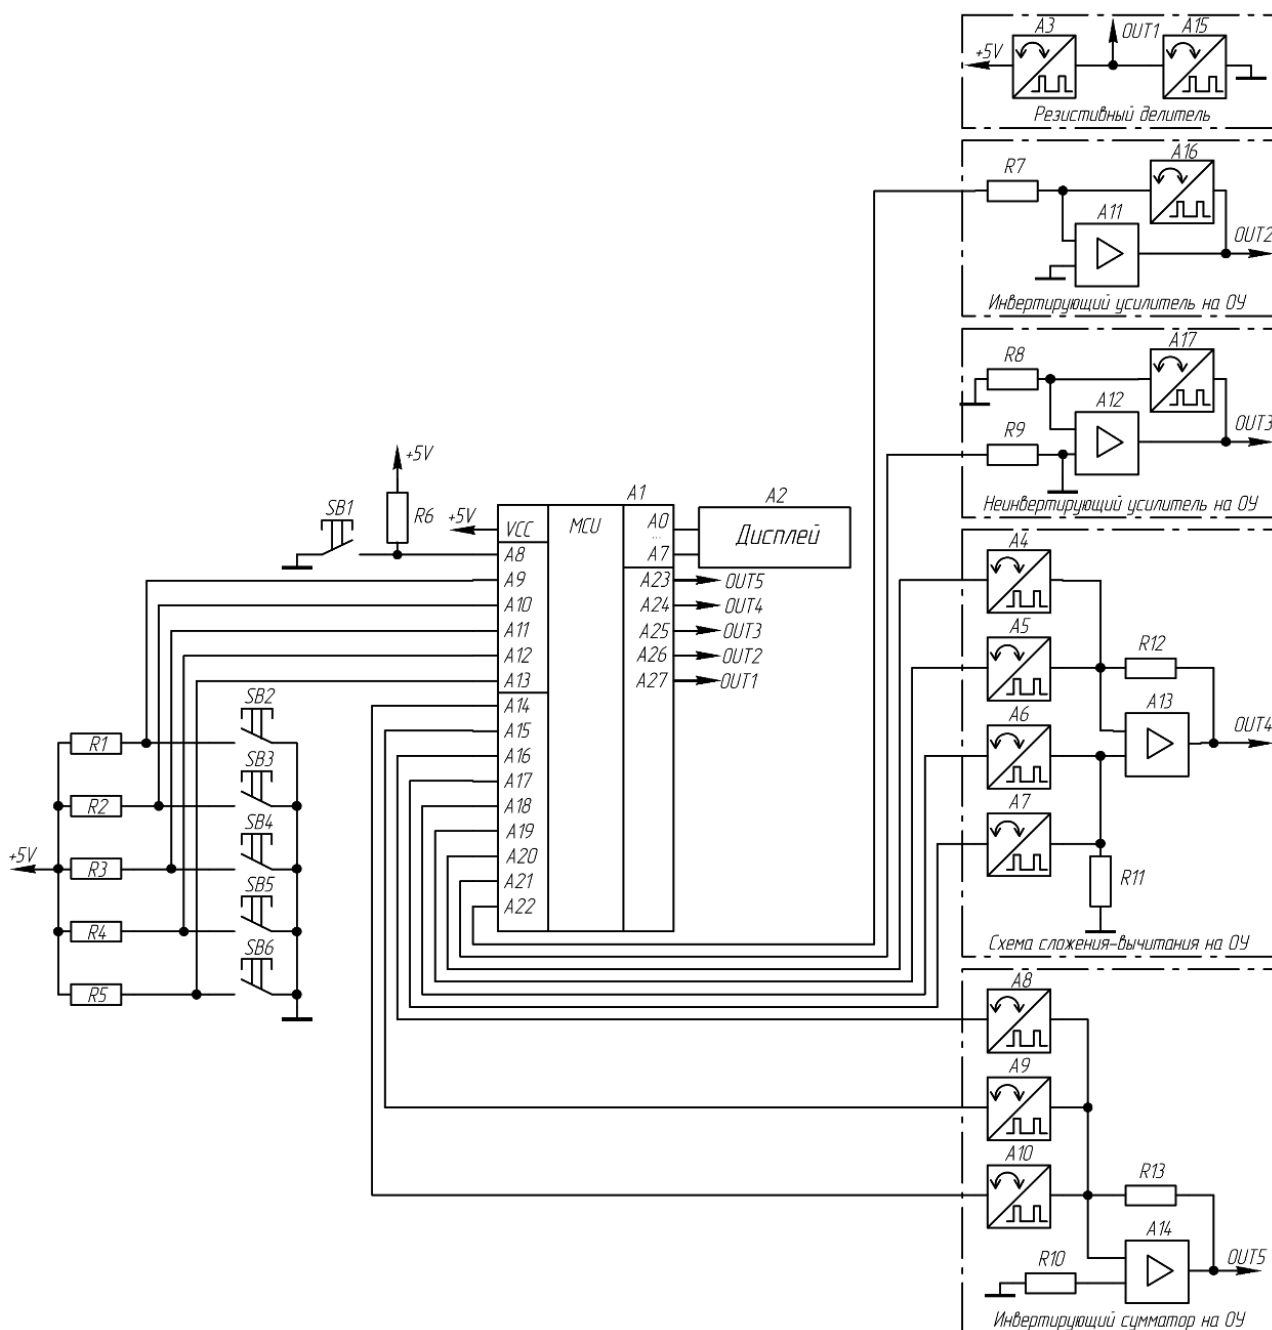 A3
OUT1
A15
+5V
Резистивный делитель
A16
R7
A11
OUT2
Инвертирующий усилитель на ОУ
A17
R8
A12
OUT3
R9
Неинвертирующий усилитель на ОУ
+5V
SB1
R6
+5V
A1
A2
VCC
MCU
A0
...
A7
Дисплей
A8
A9
A10
A11
A12
A13
A14
A15
A16
A17
A18
A19
A20
A21
A22
A23
OUT5
A24
OUT4
A25
OUT3
A26
OUT2
A27
OUT1
SB2
R1
SB3
R2
SB4
+5V
R3
SB5
R4
SB6
R5
A4
A5
R12
A6
A13
OUT4
A7
R11
Схема сложения-вычитания на ОУ
A8
A9
A10
R13
A14
R10
OUT5
Инвертирующий сумматор на ОУ